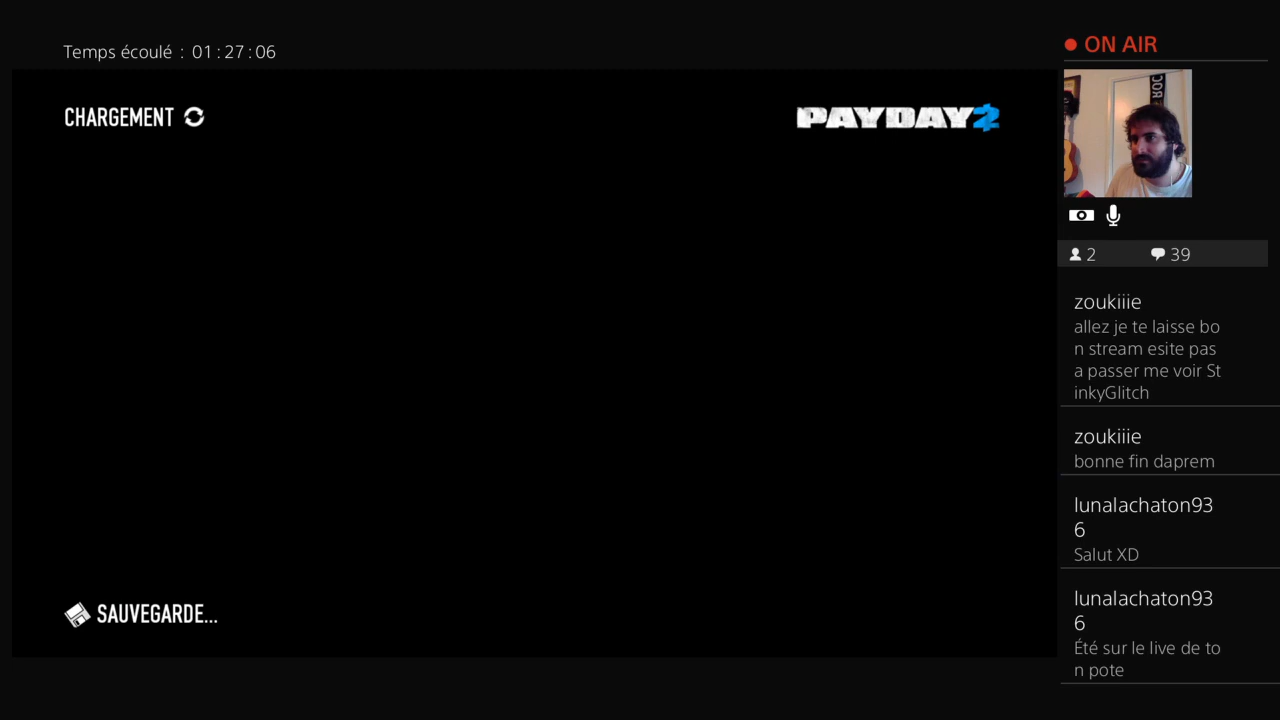 Temps écoulé : 01:27:06
ON AIR
CHARGEMENT
PAYDAY2
2
39
zoukiiie
allez je te laisse bo
n stream esite pas
a passer me voir St
inkyGlitch
zoukiiie
bonne fin daprem
lunalachaton93
6
Salut XD
lunalachaton93
6
Été sur le live de to
n pote
SAUVEGARDE...